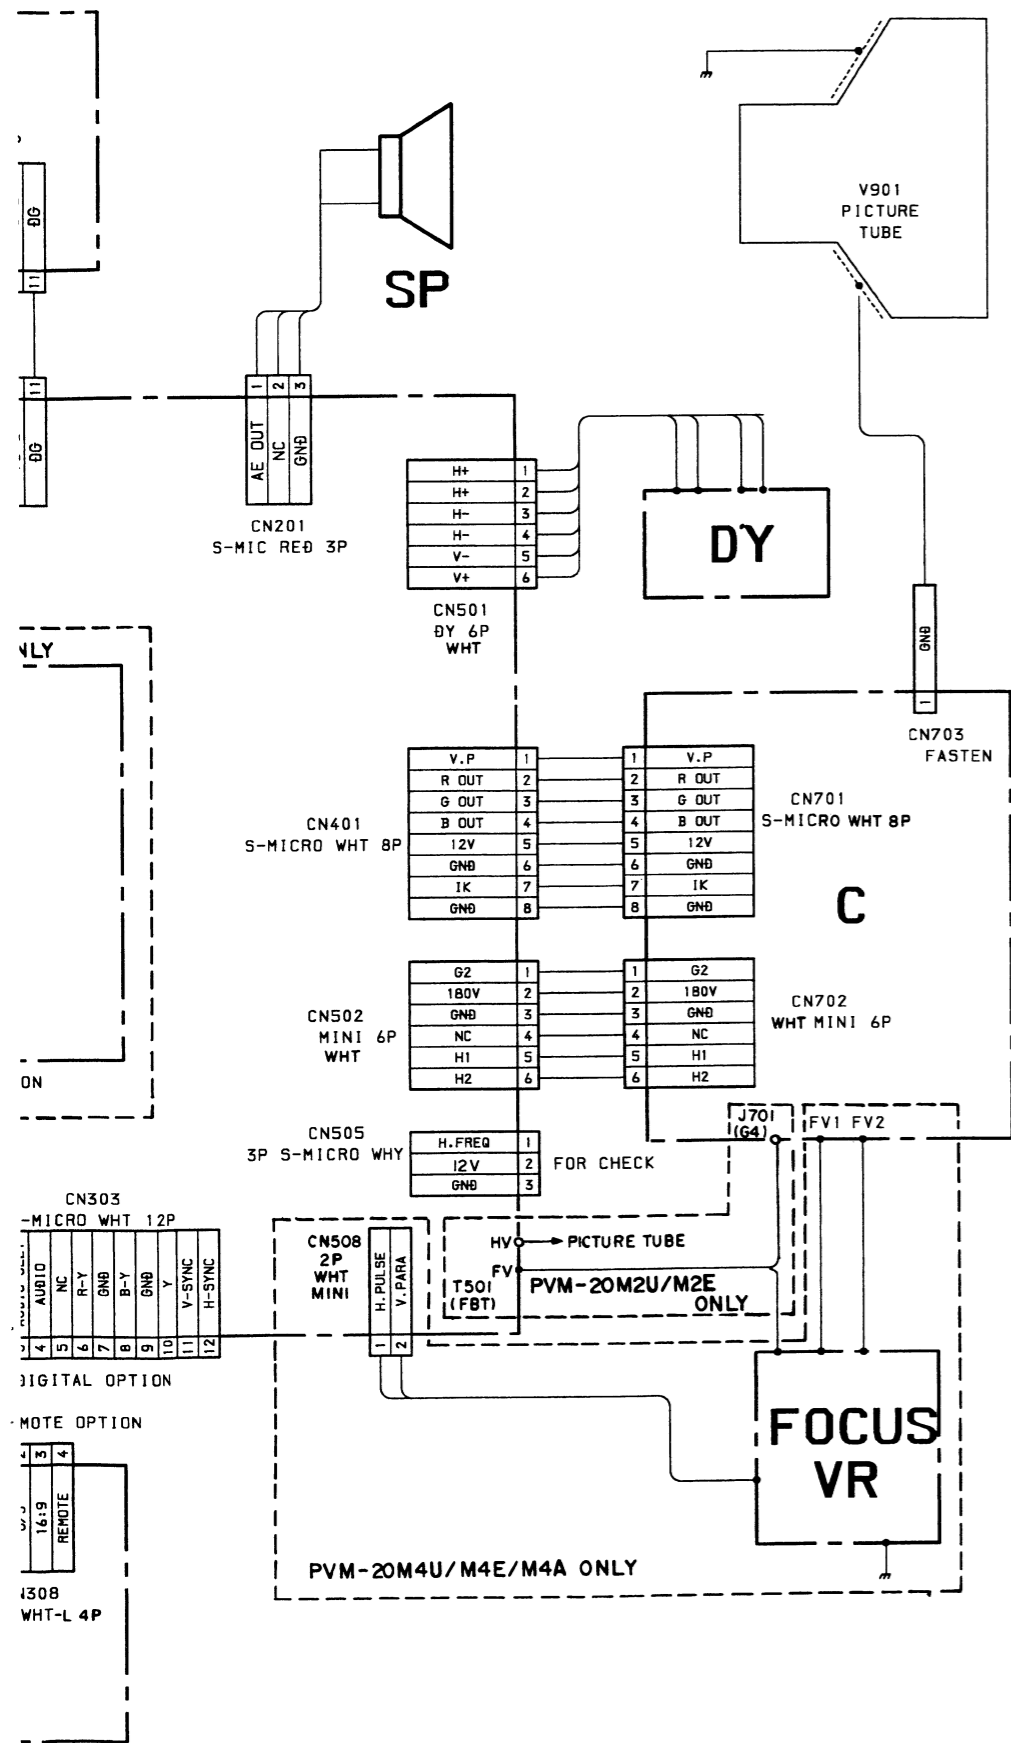 V901
PICTURE
TUBE
SP
DG
11
11
DG
1 2 3
AE OUT
NC
GND
CN201
S-MIC RED 3P
H+ 1
H+ 2
H- 3
H- 4
V- 5
V+ 6
CN501
DY 6P
WHT
DY
GND
1
CN703
FASTEN
V.P 1
R OUT 2
G OUT 3
B OUT 4
12V 5
GND 6
IK 7
GND 8
CN401
S-MICRO WHT 8P
1 V.P
2 R OUT
3 G OUT
4 B OUT
5 12V
6 GND
7 IK
8 GND
CN701
S-MICRO WHT 8P
C
G2 1
180V 2
GND 3
NC 4
H1 5
H2 6
CN502
MINI 6P
WHT
1 G2
2 180V
3 GND
4 NC
5 H1
6 H2
CN702
WHT MINI 6P
CN505
3P S-MICRO WHY
H.FREQ 1
12V 2
GND 3
FOR CHECK
J701
(G4)
FV1 FV2
CN303
-MICRO WHT 12P
AUDIO 4
NC 5
R-Y 6
GND 7
B-Y 8
GND 9
Y 10
V-SYNC 11
H-SYNC 12
DIGITAL OPTION
CN508
2P
WHT
MINI
H.PULSE 1
V.PARA 2
HV PICTURE TUBE
FV
T501
(FBT)
PVM-20M2U/M2E
ONLY
MOTE OPTION
3 4
16:9
REMOTE
N308
WHT-L 4P
FOCUS
VR
PVM-20M4U/M4E/M4A ONLY